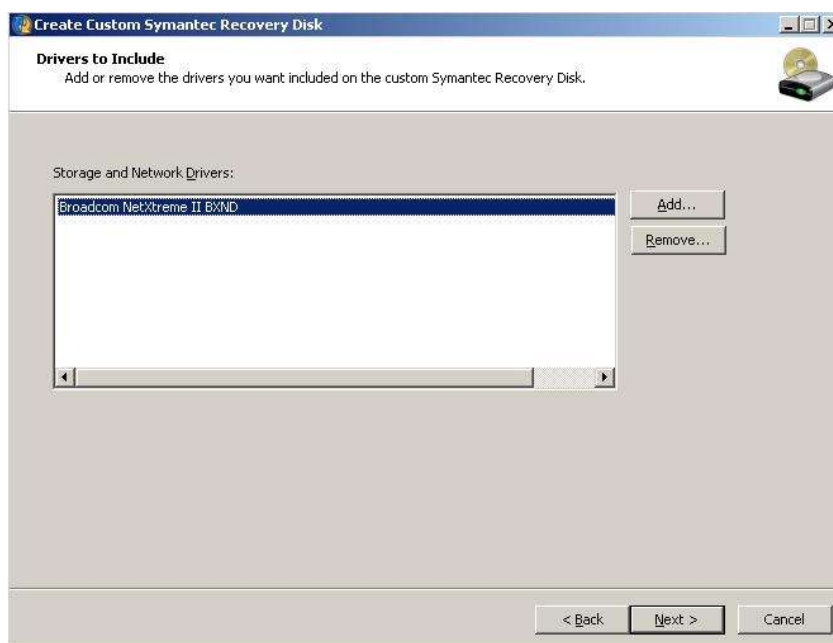 Create Custom Symantec Recovery Disk
Drivers to Include
Add or remove the drivers you want included on the custom Symantec Recovery Disk.
Storage and Network Drivers:
Broadcom NetXtreme II BXND
Add...
Remove...
< Back
Next >
Cancel